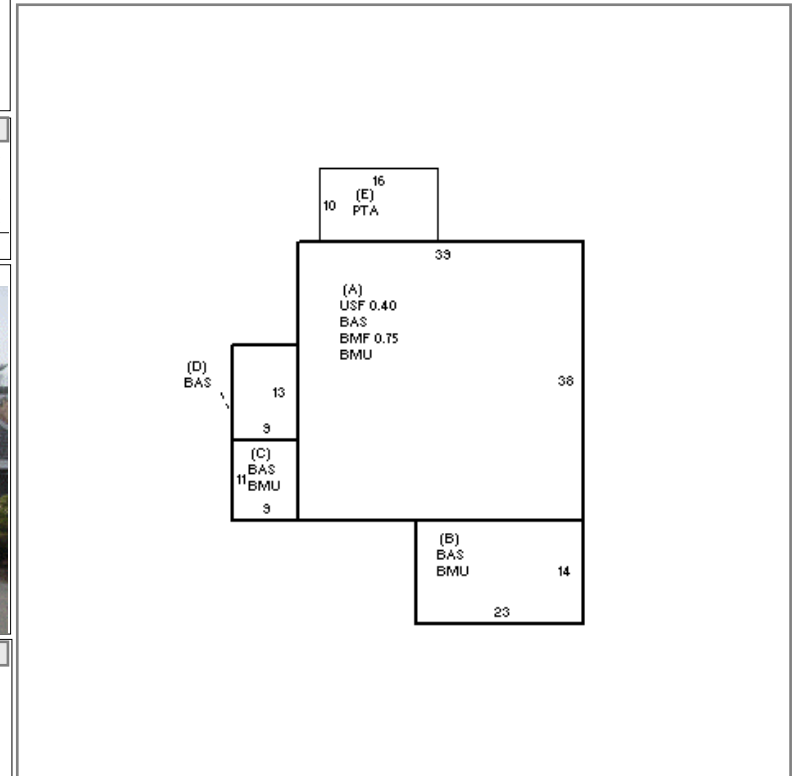 16
(E)
10 PTA
39
(A)
USF 0.40
BAS
BMF 0.75
BMU
38
(D)
BAS
13
9
(C)
BAS
11 BMU
9
(B)
BAS
BMU 14
23